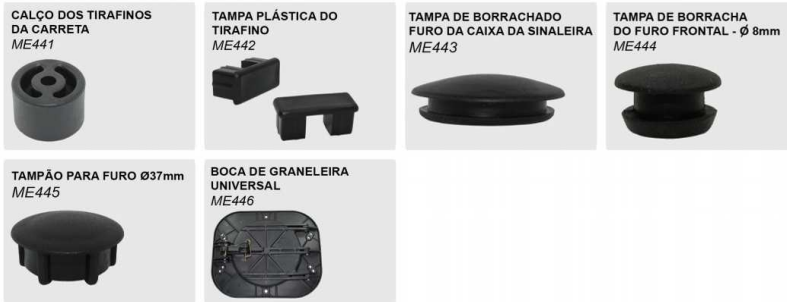 CALÇO DOS TIRAFINOS
DA CARRETA
ME441
TAMPA PLÁSTICA DO
TIRAFINO
ME442
TAMPA DE BORRACHADO
FURO DA CAIXA DA SINALEIRA
ME443
TAMPA DE BORRACHA
DO FURO FRONTAL - Ø 8mm
ME444
TAMPÃO PARA FURO Ø37mm
ME445
BOCA DE GRANELEIRA
UNIVERSAL
ME446